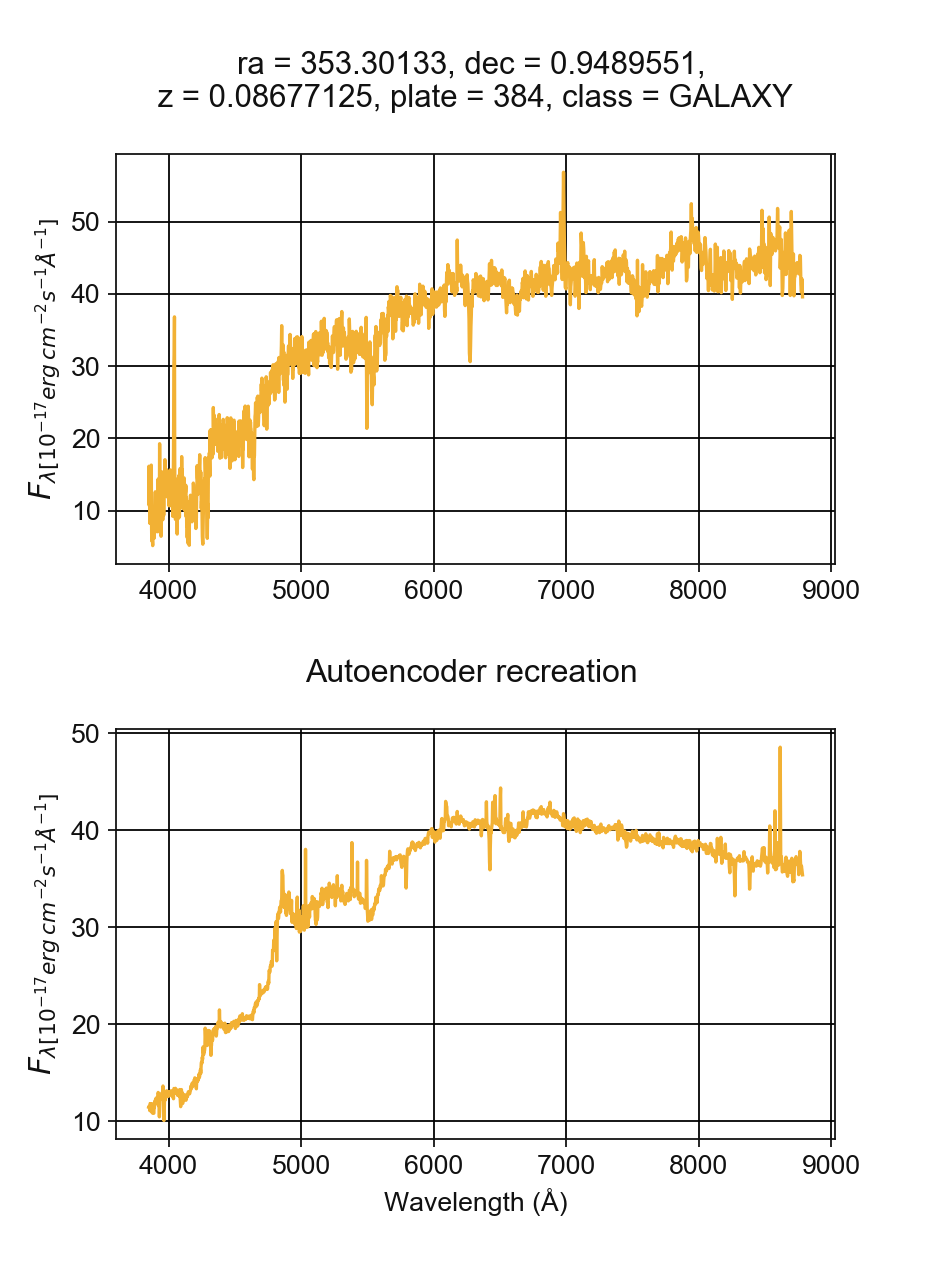 ra = 353.30133, dec = 0.9489551,
z = 0.08677125, plate = 384, class = GALAXY
50
40
30
20
10
F_λ[10^{-17} erg cm^{-2} s^{-1} Å^{-1}]
4000 5000 6000 7000 8000 9000
Autoencoder recreation
50
40
30
20
10
F_λ[10^{-17} erg cm^{-2} s^{-1} Å^{-1}]
4000 5000 6000 7000 8000 9000
Wavelength (Å)